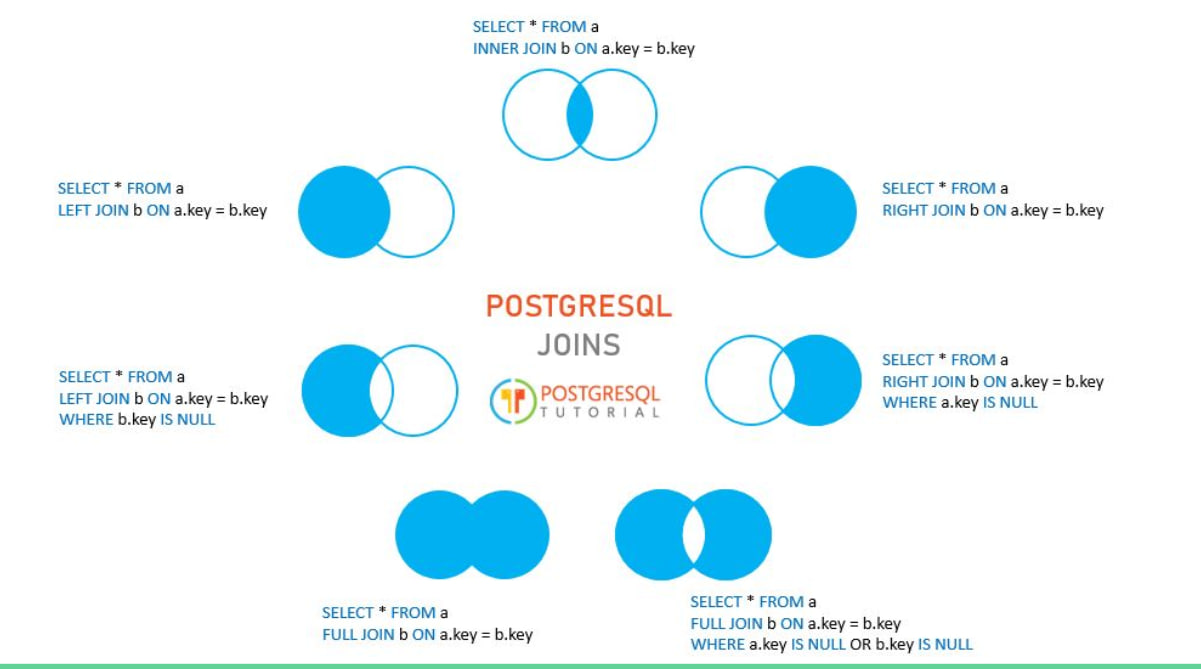 SELECT * FROM a
INNER JOIN b ON a.key = b.key
SELECT * FROM a
LEFT JOIN b ON a.key = b.key
SELECT * FROM a
RIGHT JOIN b ON a.key = b.key
POSTGRESQL
JOINS
POSTGRESQL
TUTORIAL
SELECT * FROM a
LEFT JOIN b ON a.key = b.key
WHERE b.key IS NULL
SELECT * FROM a
RIGHT JOIN b ON a.key = b.key
WHERE a.key IS NULL
SELECT * FROM a
FULL JOIN b ON a.key = b.key
SELECT * FROM a
FULL JOIN b ON a.key = b.key
WHERE a.key IS NULL OR b.key IS NULL